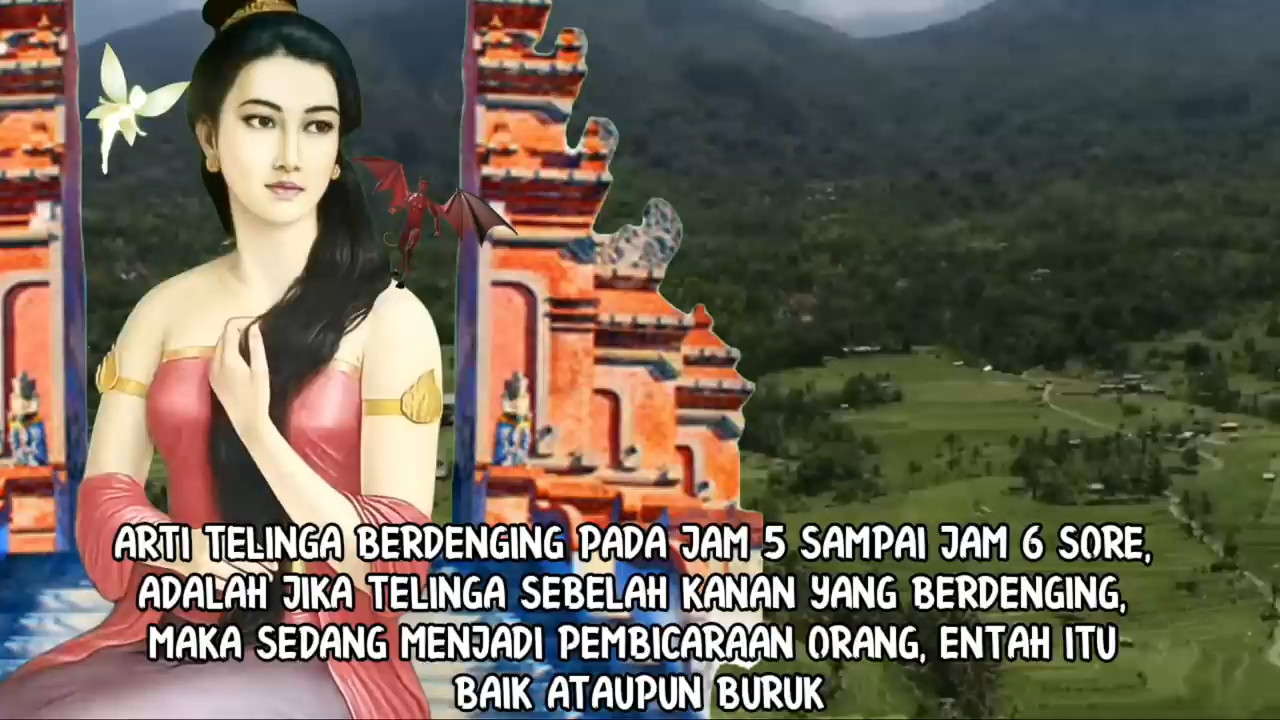 ARTI TELINGA BERDENGING PADA JAM 5 SAMPAI JAM 6 SORE,
ADALAH JIKA TELINGA SEBELAH KANAN YANG BERDENGING,
MAKA SEDANG MENJADI PEMBICARAAN ORANG, ENTAH ITU
BAIK ATAUPUN BURUK